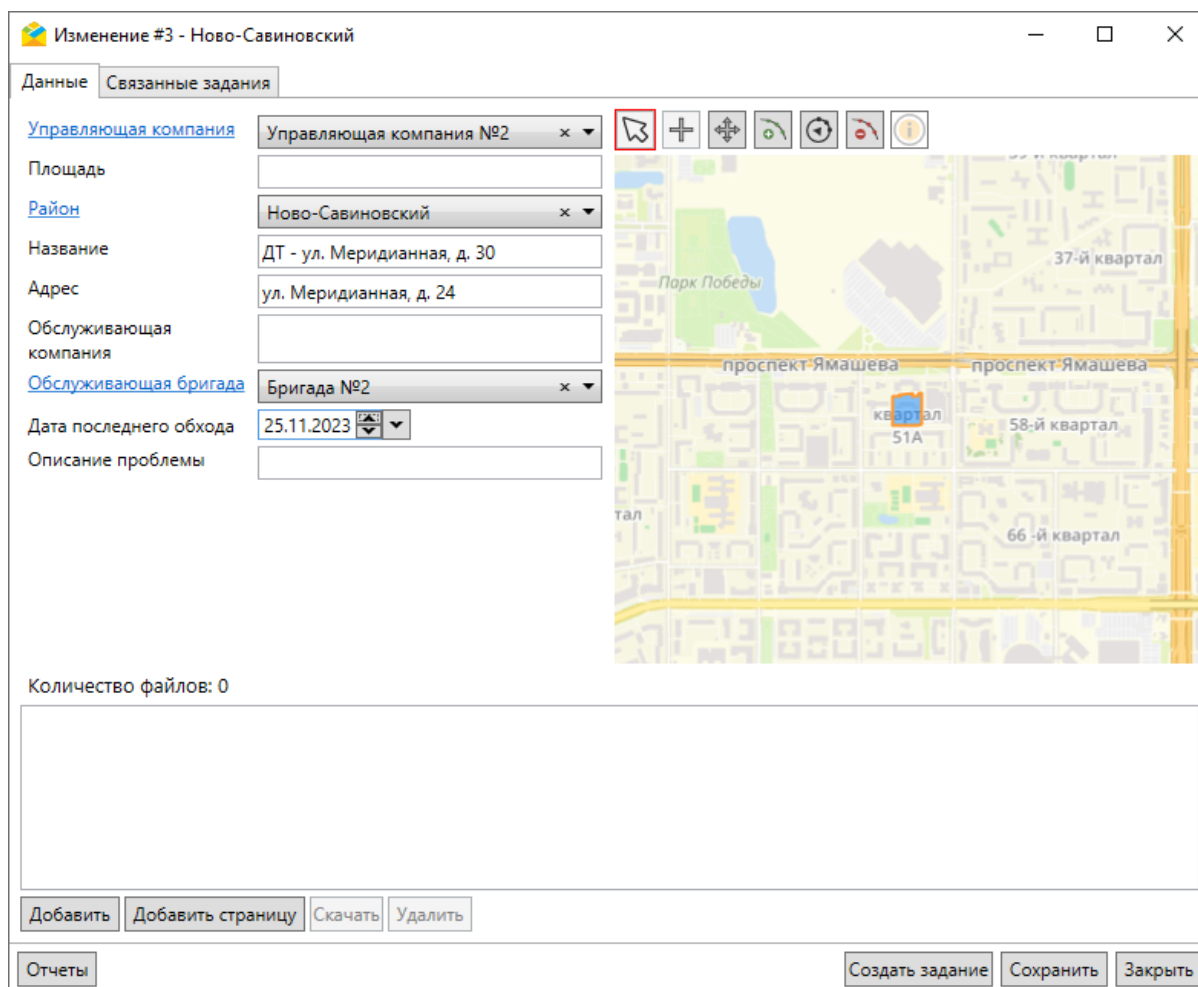 Изменение #3 - Ново-Савиновский
Данные
Связанные задания
Управляющая компания
Управляющая компания №2
Площадь
Район
Ново-Савиновский
Название
ДТ - ул. Меридианная, д. 30
Адрес
ул. Меридианная, д. 24
Обслуживающая
компания
Обслуживающая бригада
Бригада №2
Дата последнего обхода
25.11.2023
Описание проблемы
37-й квартал
Парк Победы
проспект Ямашева
проспект Ямашева
квартал
51А
58-й квартал
тал
66 -й квартал
Количество файлов: 0
Добавить
Добавить страницу
Скачать
Удалить
Отчеты
Создать задание
Сохранить
Закрыть